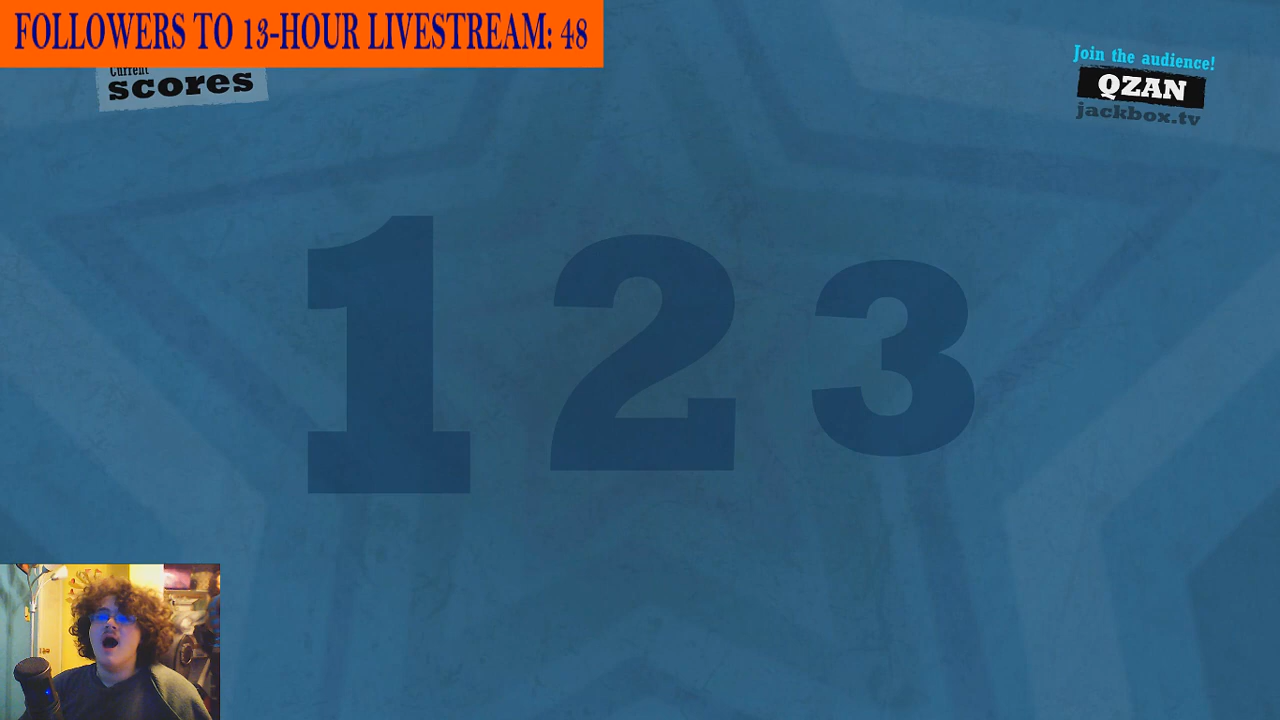 FOLLOWERS TO 13-HOUR LIVESTREAM: 48
Current
scores
Join the audience!
QZAN
jackbox.tv
1 2 3